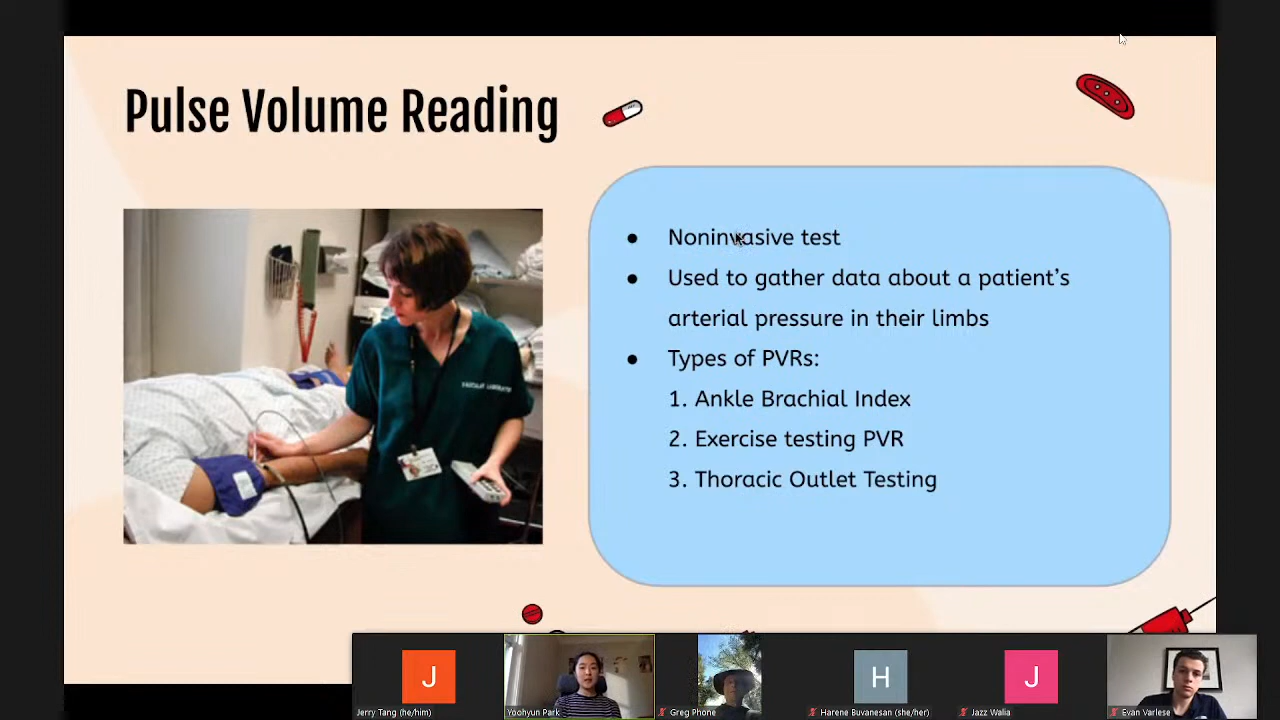 Pulse Volume Reading
● Noninvasive test
● Used to gather data about a patient's
arterial pressure in their limbs
● Types of PVRs:
1. Ankle Brachial Index
2. Exercise testing PVR
3. Thoracic Outlet Testing
VASCULAR LABORATORY
J
H
J
Jerry Tang (he/him)
Yoohyun Park
Greg Phone
Harene Buvanesan (she/her)
Jazz Walia
Evan Varlese